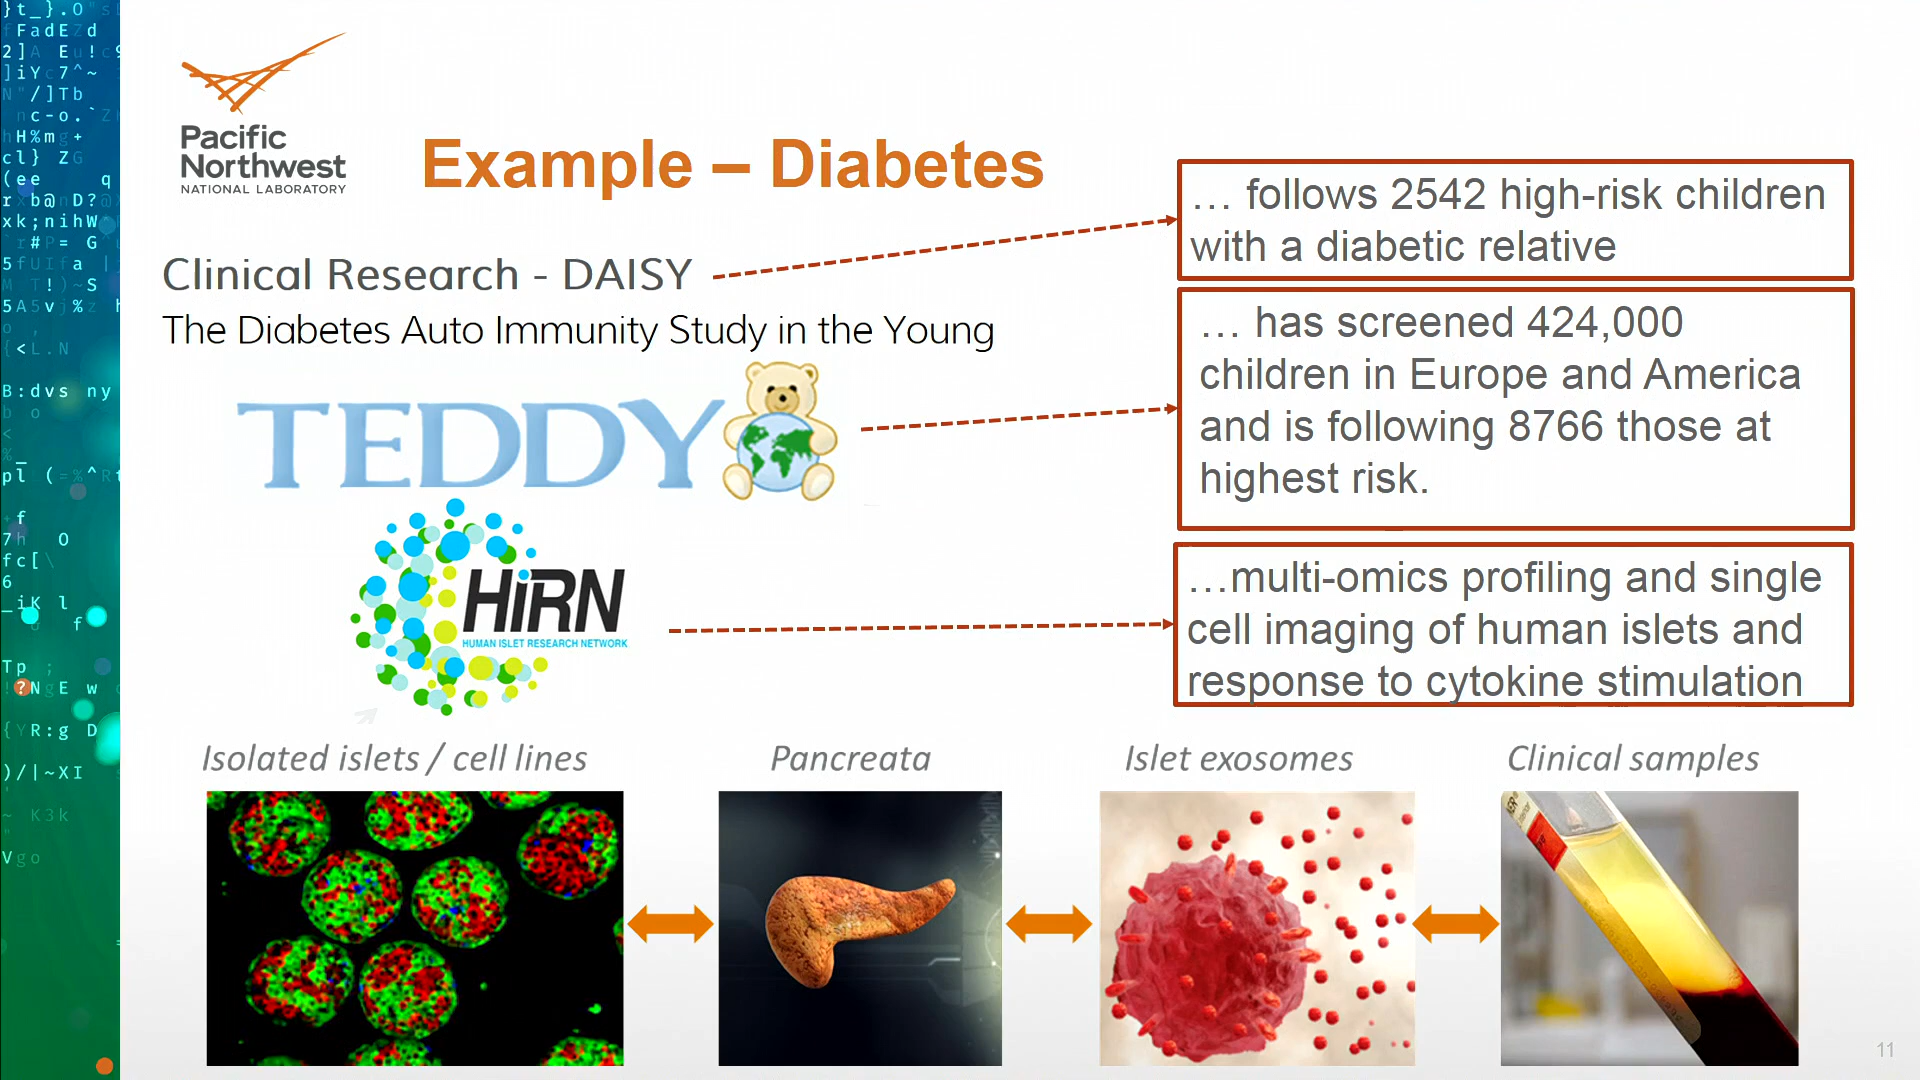 Pacific
Northwest
NATIONAL LABORATORY
Example – Diabetes
Clinical Research - DAISY
The Diabetes Auto Immunity Study in the Young
… follows 2542 high-risk children
with a diabetic relative
TEDDY
… has screened 424,000
children in Europe and America
and is following 8766 those at
highest risk.
HiRN
HUMAN ISLET RESEARCH NETWORK
…multi-omics profiling and single
cell imaging of human islets and
response to cytokine stimulation
Isolated islets / cell lines
Pancreata
Islet exosomes
Clinical samples
11